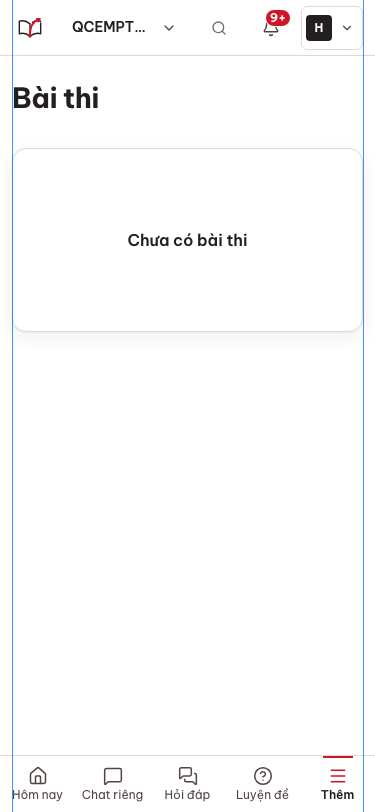 QCEMPT...
9+
H
Bài thi
Chưa có bài thi
Hôm nay
Chat riêng
Hỏi đáp
Luyện đề
Thêm